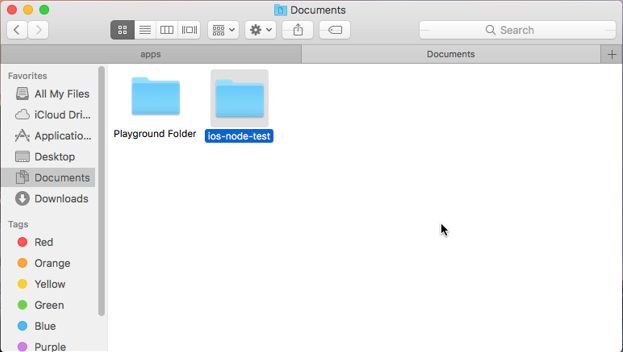 Documents
Search
apps
Documents
Favorites
All My Files
iCloud Dri...
Applicatio...
Desktop
Documents
Downloads
Tags
Red
Orange
Yellow
Green
Blue
Purple
Playground Folder
ios-node-test